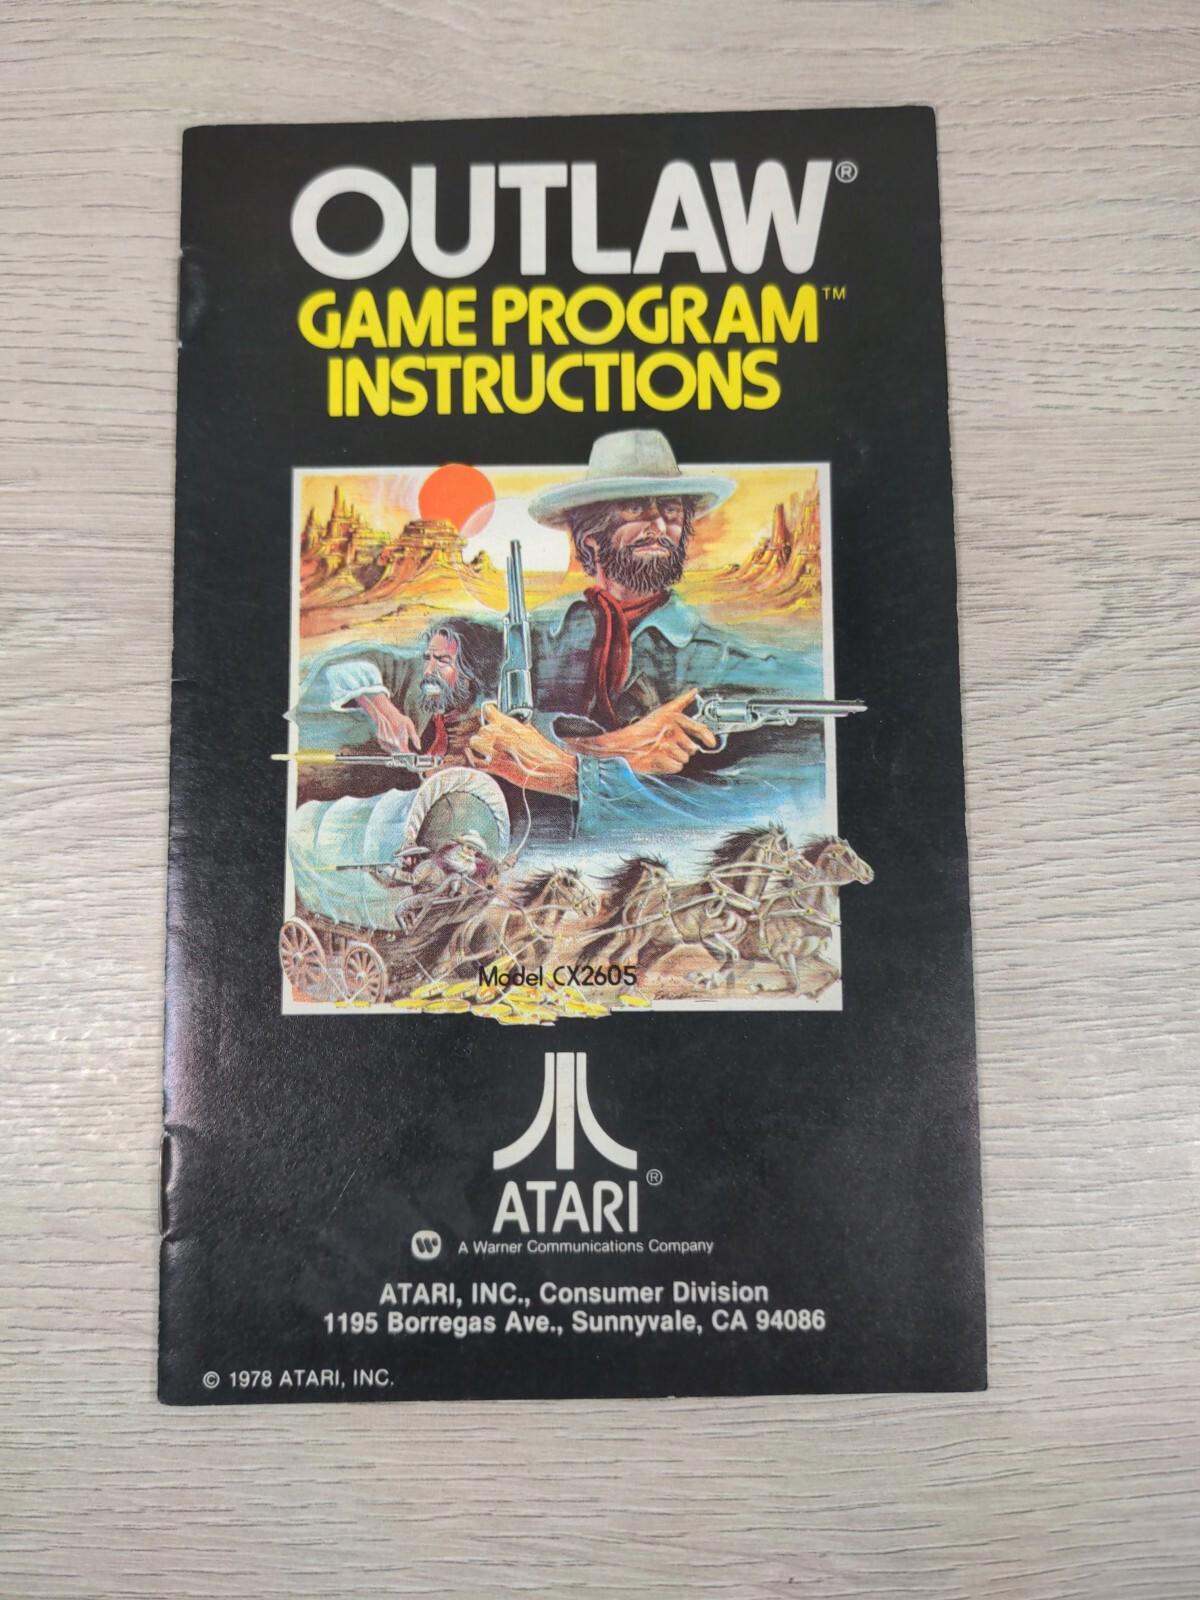 OUTLAW®
GAME PROGRAM™
INSTRUCTIONS
Model CX2605
ATARI®
A Warner Communications Company
ATARI, INC., Consumer Division
1195 Borregas Ave., Sunnyvale, CA 94086
© 1978 ATARI, INC.